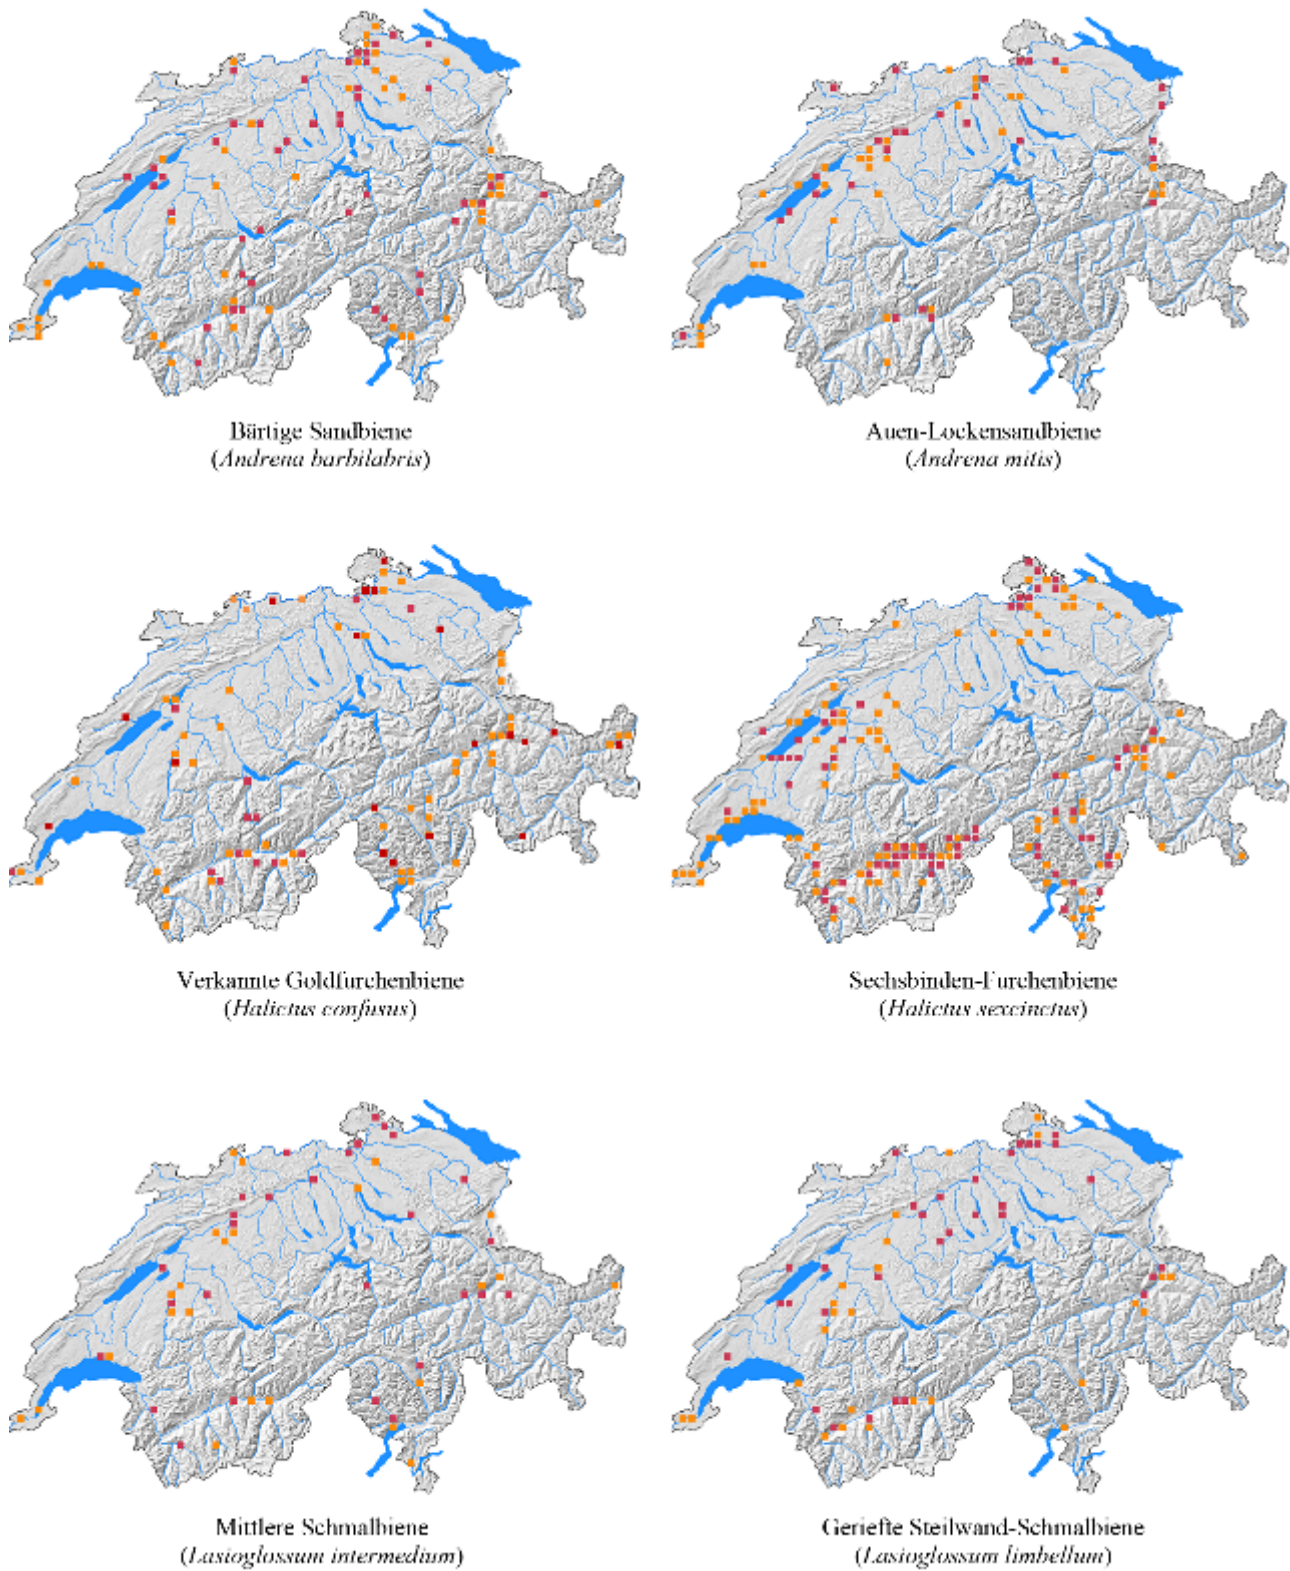 Bärtige Sandbiene
(Andrena barbilabris)
Auen-Lockensandbiene
(Andrena mitis)
Verkannte Goldfurchenbiene
(Halictus confusus)
Sechsbinden-Furchenbiene
(Halictus sexcinctus)
Mittlere Schmalbiene
(Lasioglossum intermedium)
Geriefte Steilwand-Schmalbiene
(Lasioglossum limbellum)